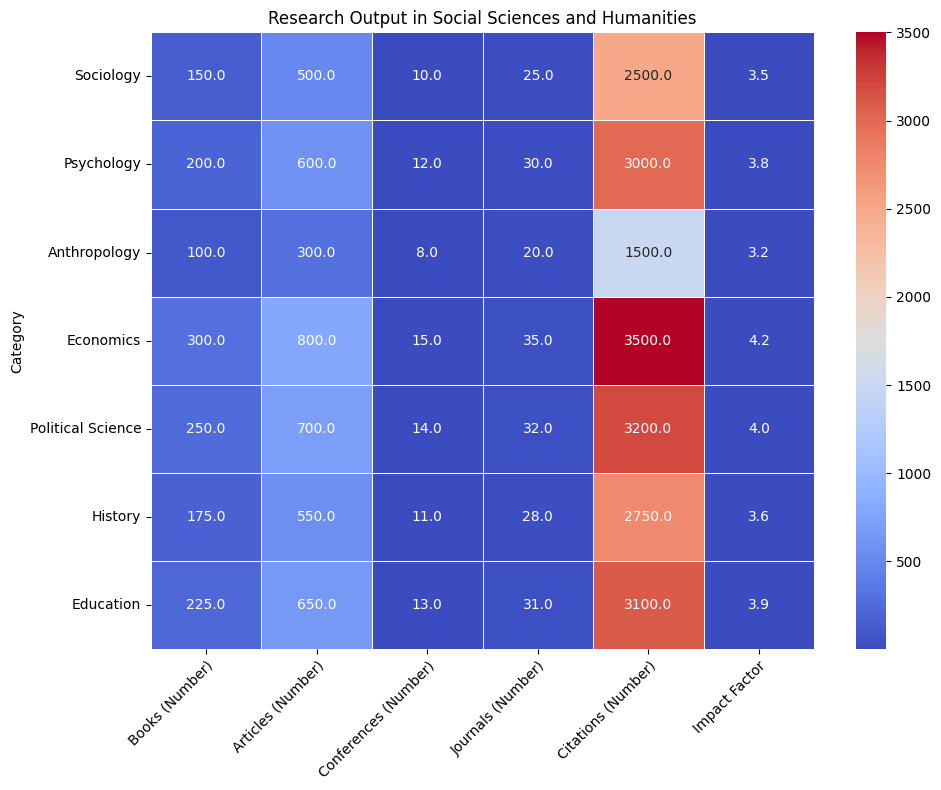 Research Output in Social Sciences and Humanities
Category
Sociology 150.0 500.0 10.0 25.0 2500.0 3.5
Psychology 200.0 600.0 12.0 30.0 3000.0 3.8
Anthropology 100.0 300.0 8.0 20.0 1500.0 3.2
Economics 300.0 800.0 15.0 35.0 3500.0 4.2
Political Science 250.0 700.0 14.0 32.0 3200.0 4.0
History 175.0 550.0 11.0 28.0 2750.0 3.6
Education 225.0 650.0 13.0 31.0 3100.0 3.9
Books (Number)
Articles (Number)
Conferences (Number)
Journals (Number)
Citations (Number)
Impact Factor
3500
3000
2500
2000
1500
1000
500